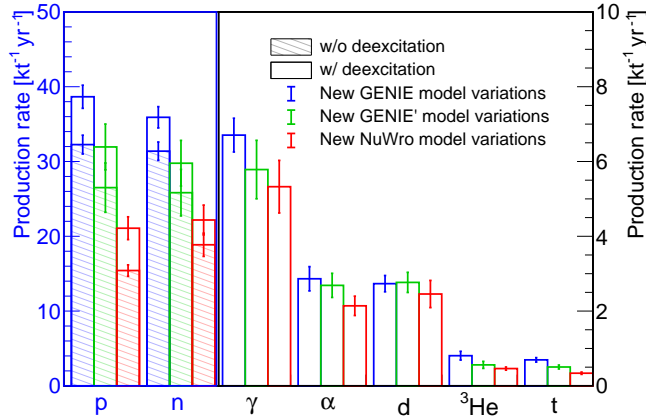 50
40
30
20
10
0
Production rate [kt⁻¹ yr⁻¹]
w/o deexcitation
w/ deexcitation
New GENIE model variations
New GENIE' model variations
New NuWro model variations
10
8
6
4
2
0
Production rate [kt⁻¹ yr⁻¹]
p n γ α d ³He t